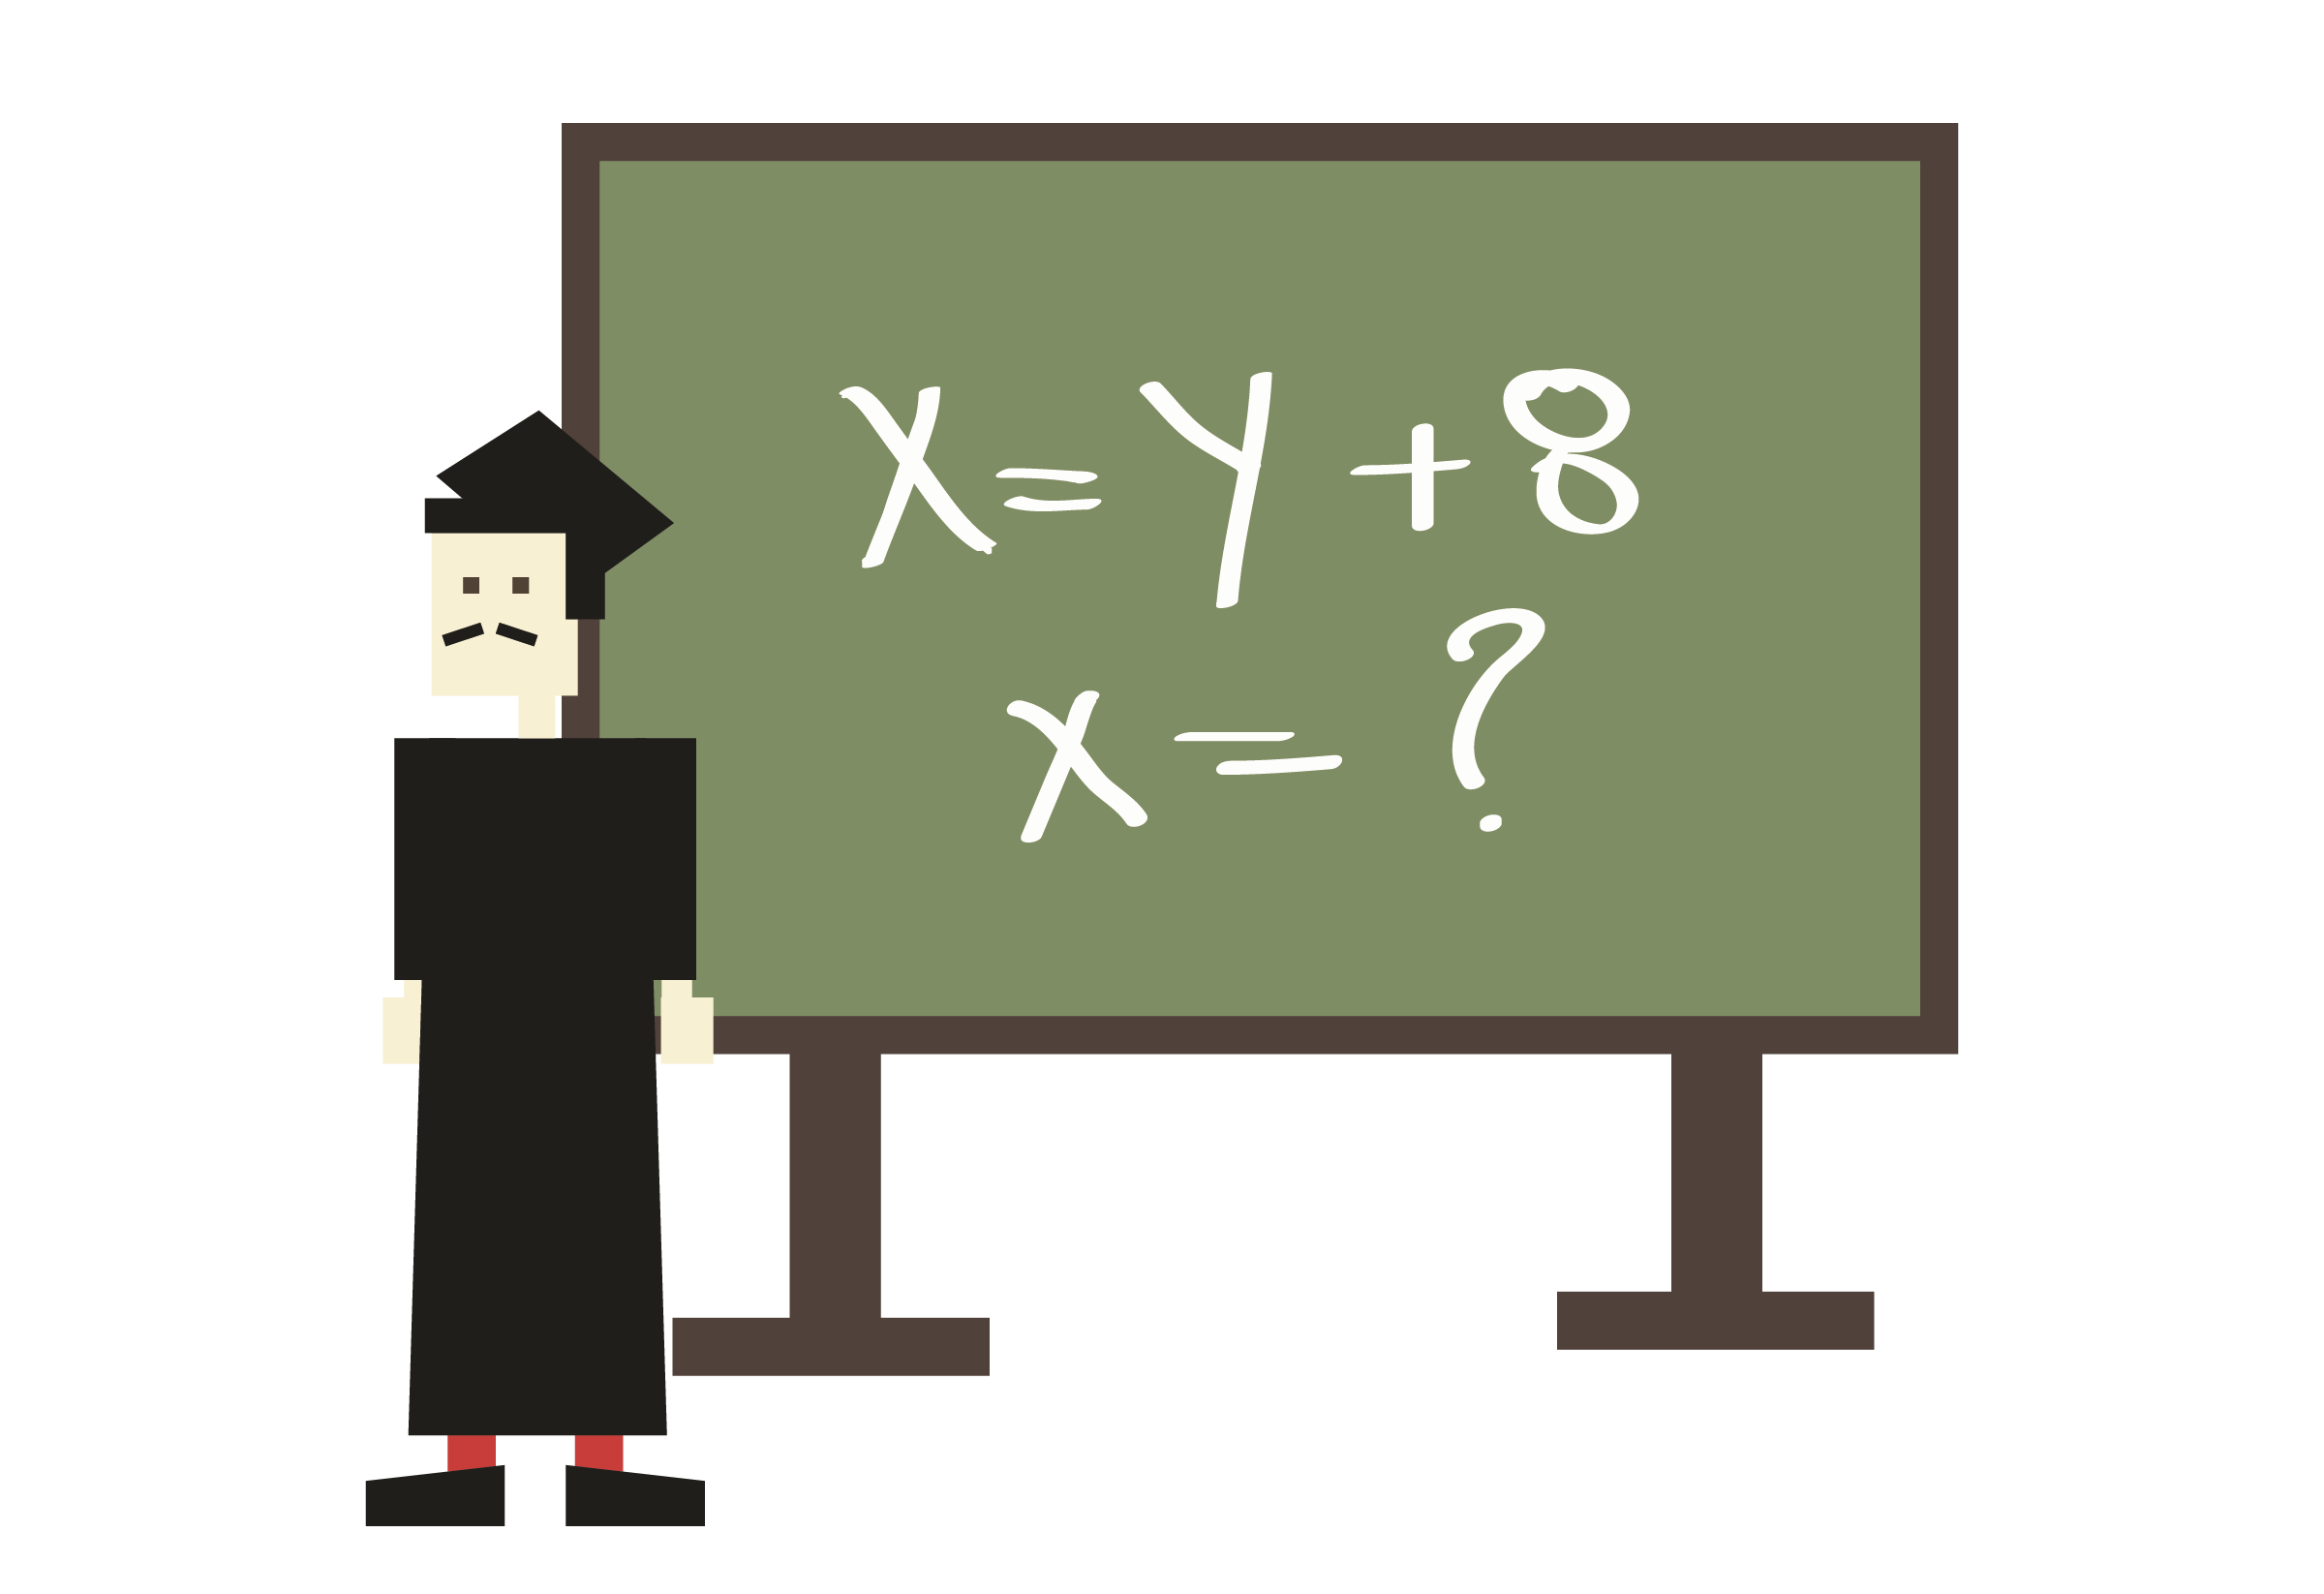 X = Y + 8
x = ?